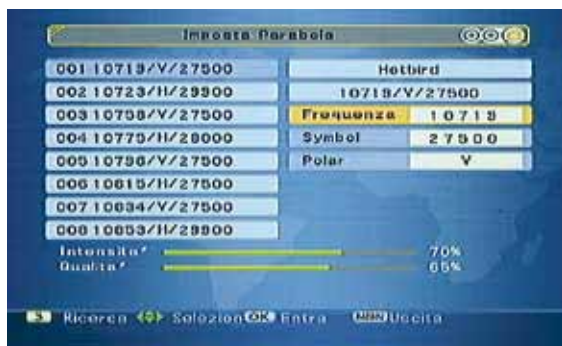 Imposta Parabola
001 10719/V/27500
002 10723/H/29900
003 10758/V/27500
004 10775/H/28000
005 10796/V/27500
006 10815/H/27500
007 10834/V/27500
008 10853/H/29900
Hotbird
10719/V/27500
Frequenza 10719
Symbol 27500
Polar V
Intensita' 70%
Qualita' 65%
S Ricerca Selezion OK Entra MENU Uscita